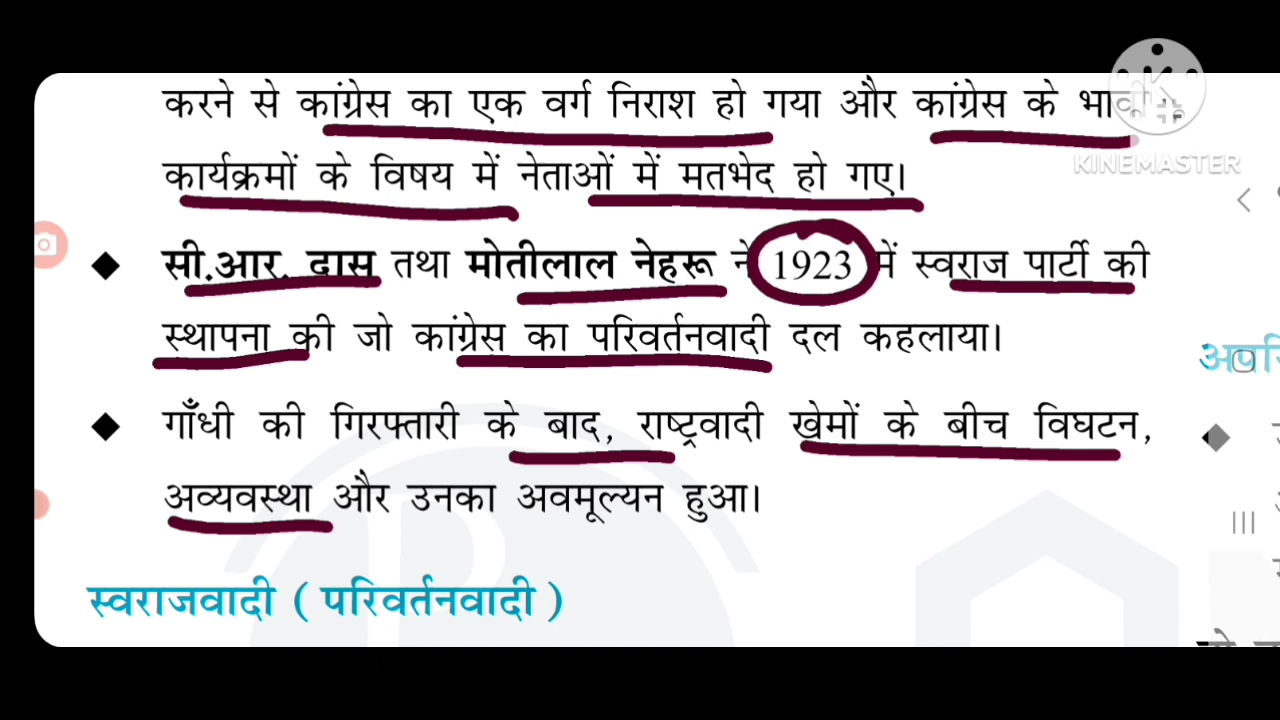 करने से कांग्रेस का एक वर्ग निराश हो गया और कांग्रेस के
KINEMASTER
कार्यक्रमों के विषय में नेताओं में मतभेद हो गए।
◆ सी.आर. दास तथा मोतीलाल नेहरू ने 1923 में स्वराज पार्टी की
स्थापना की जो कांग्रेस का परिवर्तनवादी दल कहलाया।
◆ गाँधी की गिरफ्तारी के बाद, राष्ट्रवादी खेमों के बीच विघटन,
अव्यवस्था और उनका अवमूल्यन हुआ।
स्वराजवादी ( परिवर्तनवादी )